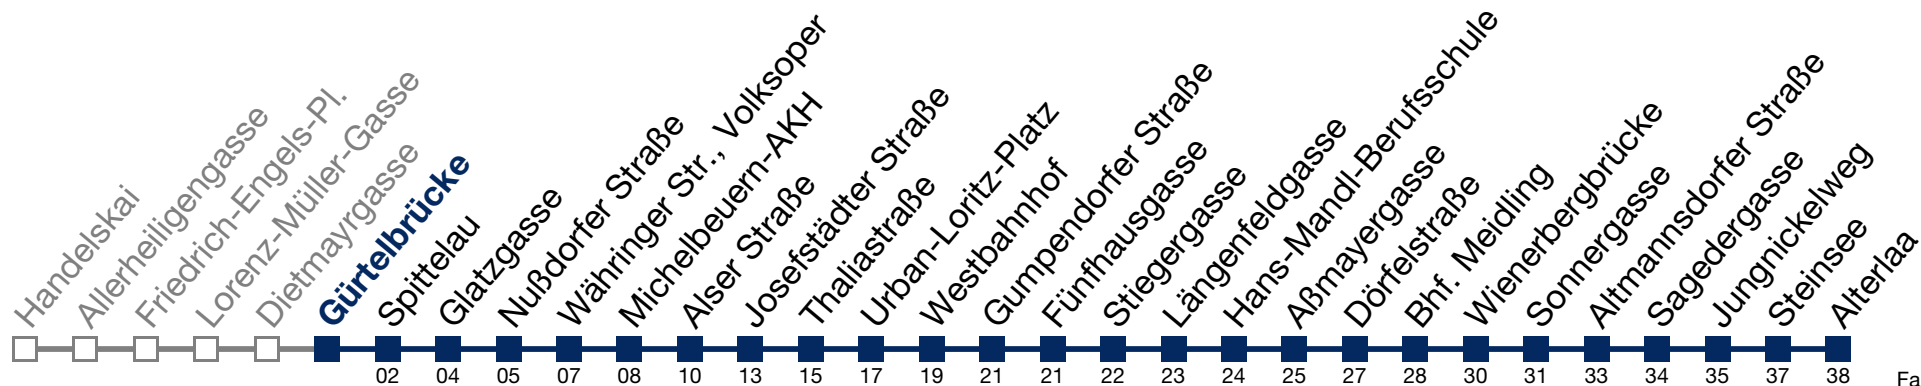 Handelskai
Allerheiligengasse
Friedrich-Engels-Pl.
Lorenz-Müller-Gasse
Dietmayrgasse
Gürtelbrücke
Spittelau
Glatzgasse
Nußdorfer Straße
Währinger Str., Volksoper
Michelbeuern-AKH
Alser Straße
Josefstädter Straße
Thaliastraße
Urban-Loritz-Platz
Westbahnhof
Gumpendorfer Straße
Fünfhausgasse
Stiegergasse
Längenfeldgasse
Hans-Mandl-Berufsschule
Aßmayergasse
Dörfelstraße
Bhf. Meidling
Wienerbergbrücke
Sonnergasse
Altmannsdorfer Straße
Sagedergasse
Jungnickelweg
Steinsee
Alterlaa
02 04 05 07 08 10 13 15 17 19 21 21 22 23 24 25 27 28 30 31 33 34 35 37 38 Fa